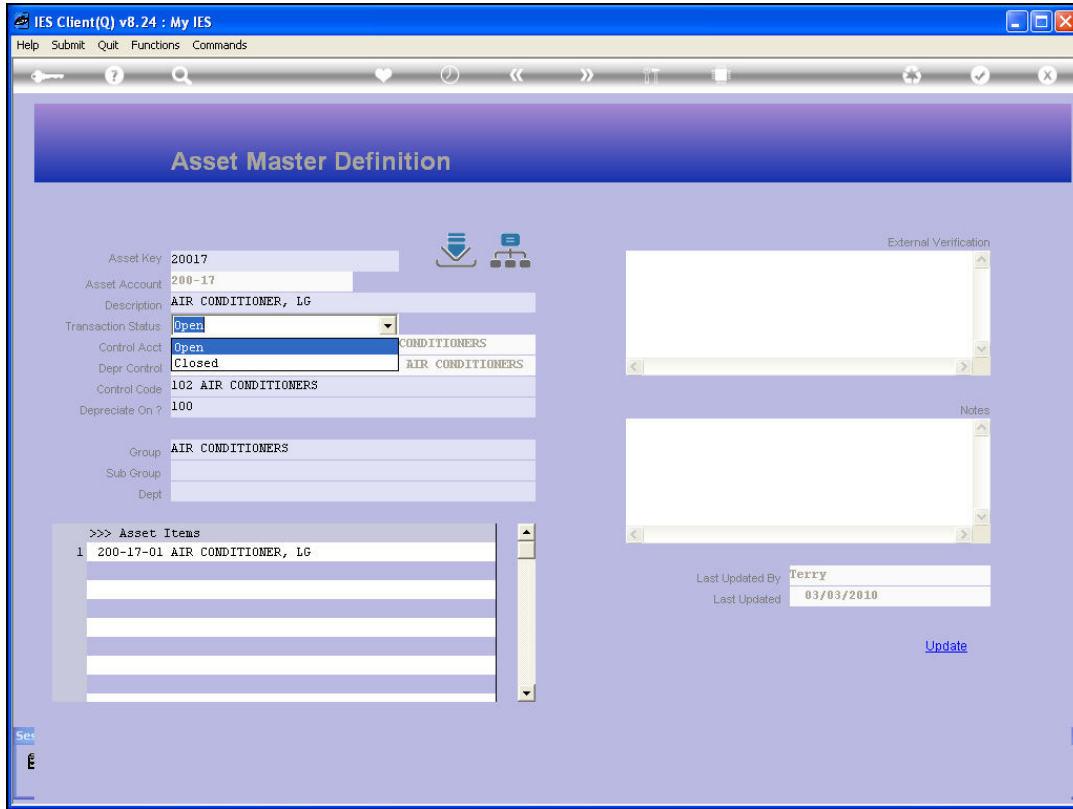 IES Client(Q) v8.24 : My IES
Help Submit Quit Functions Commands
Asset Master Definition
Asset Key 20017
Asset Account 200-17
Description AIR CONDITIONER, LG
Transaction Status Open
Open
Closed
Control Acct CONDITIONERS
Depr Control AIR CONDITIONERS
Control Code 102 AIR CONDITIONERS
Depreciate On ? 100
Group AIR CONDITIONERS
Sub Group
Dept
>>> Asset Items
1 200-17-01 AIR CONDITIONER, LG
External Verification
Notes
Last Updated By Terry
Last Updated 03/03/2010
Update